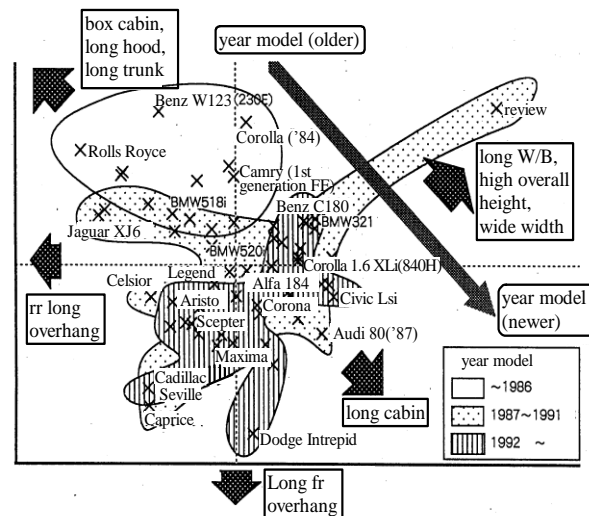 box cabin,
long hood,
long trunk
year model (older)
Benz W123(230E)
review
Corolla ('84)
Rolls Royce
Camry (1st
generation FF)
long W/B,
high overall
height,
wide width
BMW518i
Benz C180
BMW321
Jaguar XJ6
BMW520i
Corolla 1.6 XLi(840H)
Legend
Celsior
Alfa 184
Civic Lsi
rr long
overhang
Aristo
Corona
year model
(newer)
Scepter
Audi 80('87)
Maxima
year model
~1986
1987~1991
1992 ~
Cadillac
Seville
long cabin
Caprice
Dodge Intrepid
Long fr
overhang